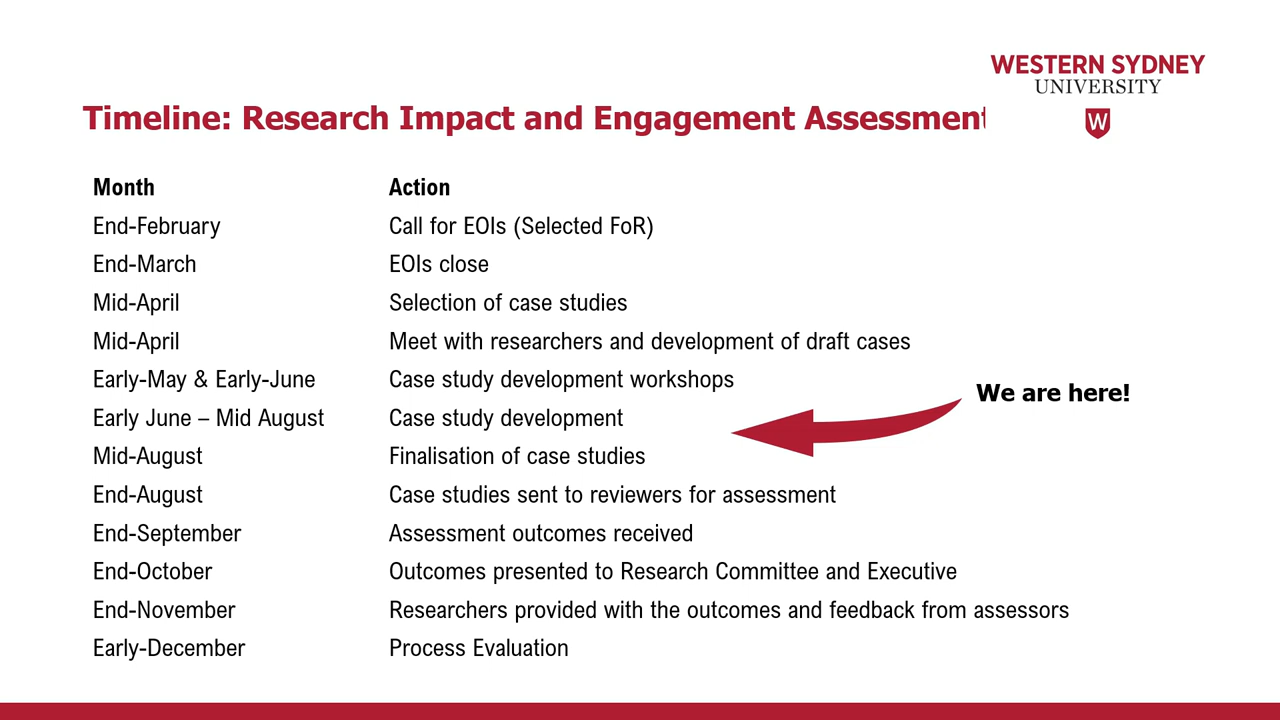 WESTERN SYDNEY
UNIVERSITY
W
Timeline: Research Impact and Engagement Assessment
Month Action
End-February Call for EOIs (Selected FoR)
End-March EOIs close
Mid-April Selection of case studies
Mid-April Meet with researchers and development of draft cases
Early-May & Early-June Case study development workshops
We are here!
Early June – Mid August Case study development
Mid-August Finalisation of case studies
End-August Case studies sent to reviewers for assessment
End-September Assessment outcomes received
End-October Outcomes presented to Research Committee and Executive
End-November Researchers provided with the outcomes and feedback from assessors
Early-December Process Evaluation